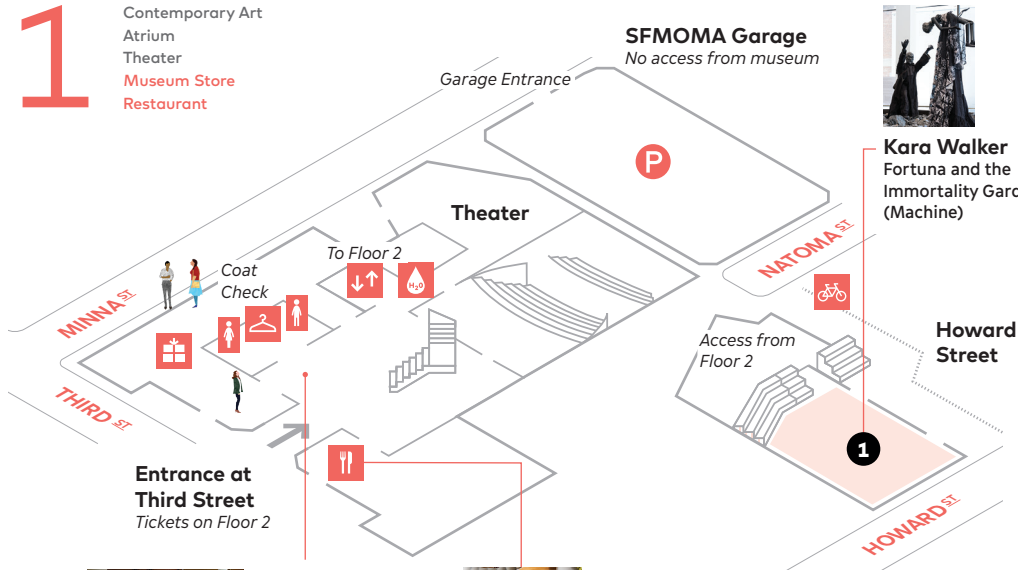 1
Contemporary Art
Atrium
Theater
Museum Store
Restaurant
SFMOMA Garage
No access from museum
Garage Entrance
P
Kara Walker
Fortuna and the
Immortality Gard
(Machine)
Theater
NATOMA ST
To Floor 2
H2O
Coat
Check
MINNA ST
Howard
Street
Access from
Floor 2
THIRD ST
1
Entrance at
Third Street
Tickets on Floor 2
HOWARD ST